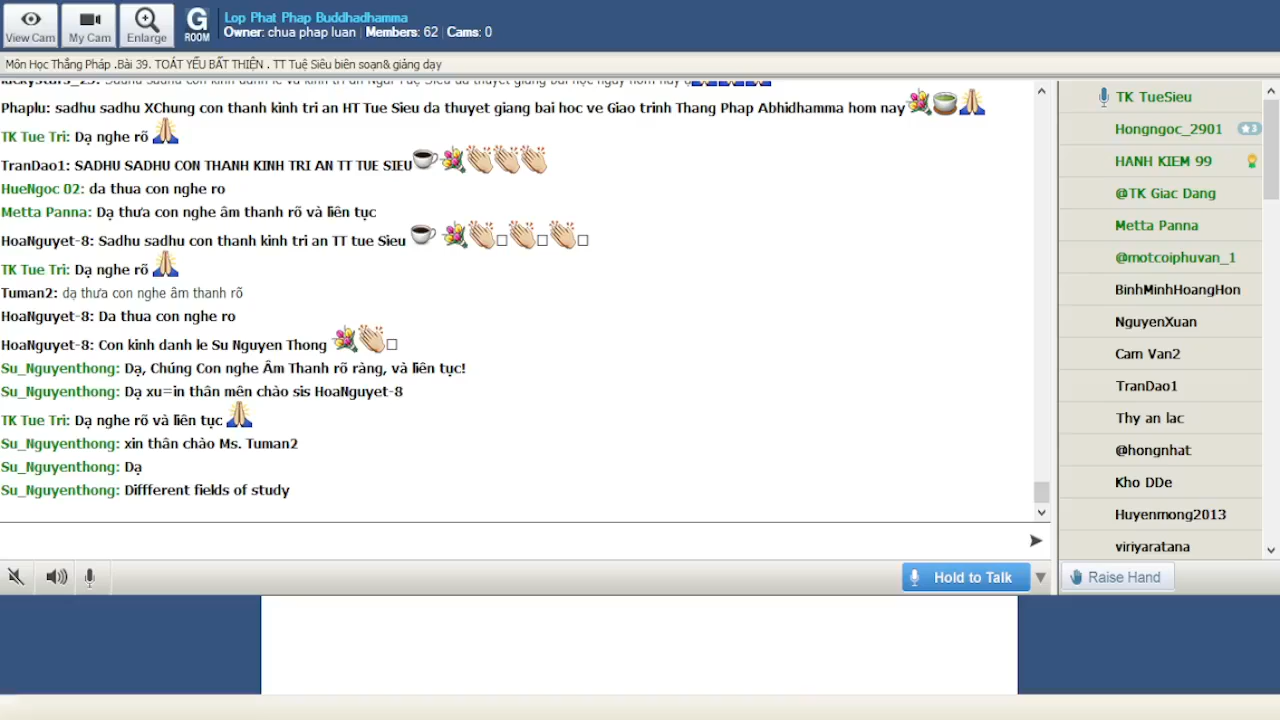 View Cam
My Cam
Enlarge
G ROOM
Lop Phat Phap Buddhadhamma
Owner: chua phap luan | Members: 62 | Cams: 0
Môn Học Thắng Pháp .Bài 39. TOÁT YẾU BẤT THIỆN . TT Tuệ Siêu biên soạn& giảng dạy
Phaplu: sadhu sadhu XChung con thanh kinh tri an HT Tue Sieu da thuyet giang bai hoc ve Giao trinh Thang Phap Abhidhamma hom nay
TK Tue Tri: Dạ nghe rõ
TranDao1: SADHU SADHU CON THANH KINH TRI AN TT TUE SIEU
HueNgoc 02: da thua con nghe ro
Metta Panna: Dạ thưa con nghe âm thanh rõ và liên tục
HoaNguyet-8: Sadhu sadhu con thanh kinh tri an TT tue Sieu
TK Tue Tri: Dạ nghe rõ
Tuman2: dạ thưa con nghe âm thanh rõ
HoaNguyet-8: Da thua con nghe ro
HoaNguyet-8: Con kinh danh le Su Nguyen Thong
Su_Nguyenthong: Dạ, Chúng Con nghe Âm Thanh rõ ràng, và liên tục!
Su_Nguyenthong: Dạ xu=in thân mên chào sis HoaNguyet-8
TK Tue Tri: Dạ nghe rõ và liên tục
Su_Nguyenthong: xin thân chào Ms. Tuman2
Su_Nguyenthong: Dạ
Su_Nguyenthong: Diffferent fields of study
TK TueSieu
Hongngoc_2901
3
HANH KIEM 99
@TK Giac Dang
Metta Panna
@motcoiphuvan_1
BinhMinhHoangHon
NguyenXuan
Cam Van2
TranDao1
Thy an lac
@hongnhat
Kho DDe
Huyenmong2013
viriyaratana
Hold to Talk
Raise Hand